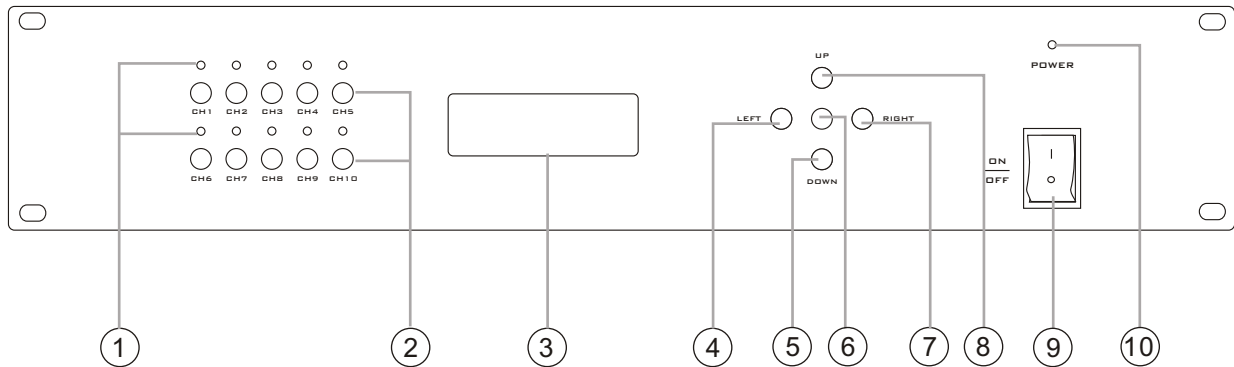 UP
POWER
CH1 CH2 CH3 CH4 CH5
LEFT RIGHT
CH6 CH7 CH8 CH9 CH10
DOWN
ON
OFF
1 2 3 4 5 6 7 8 9 10